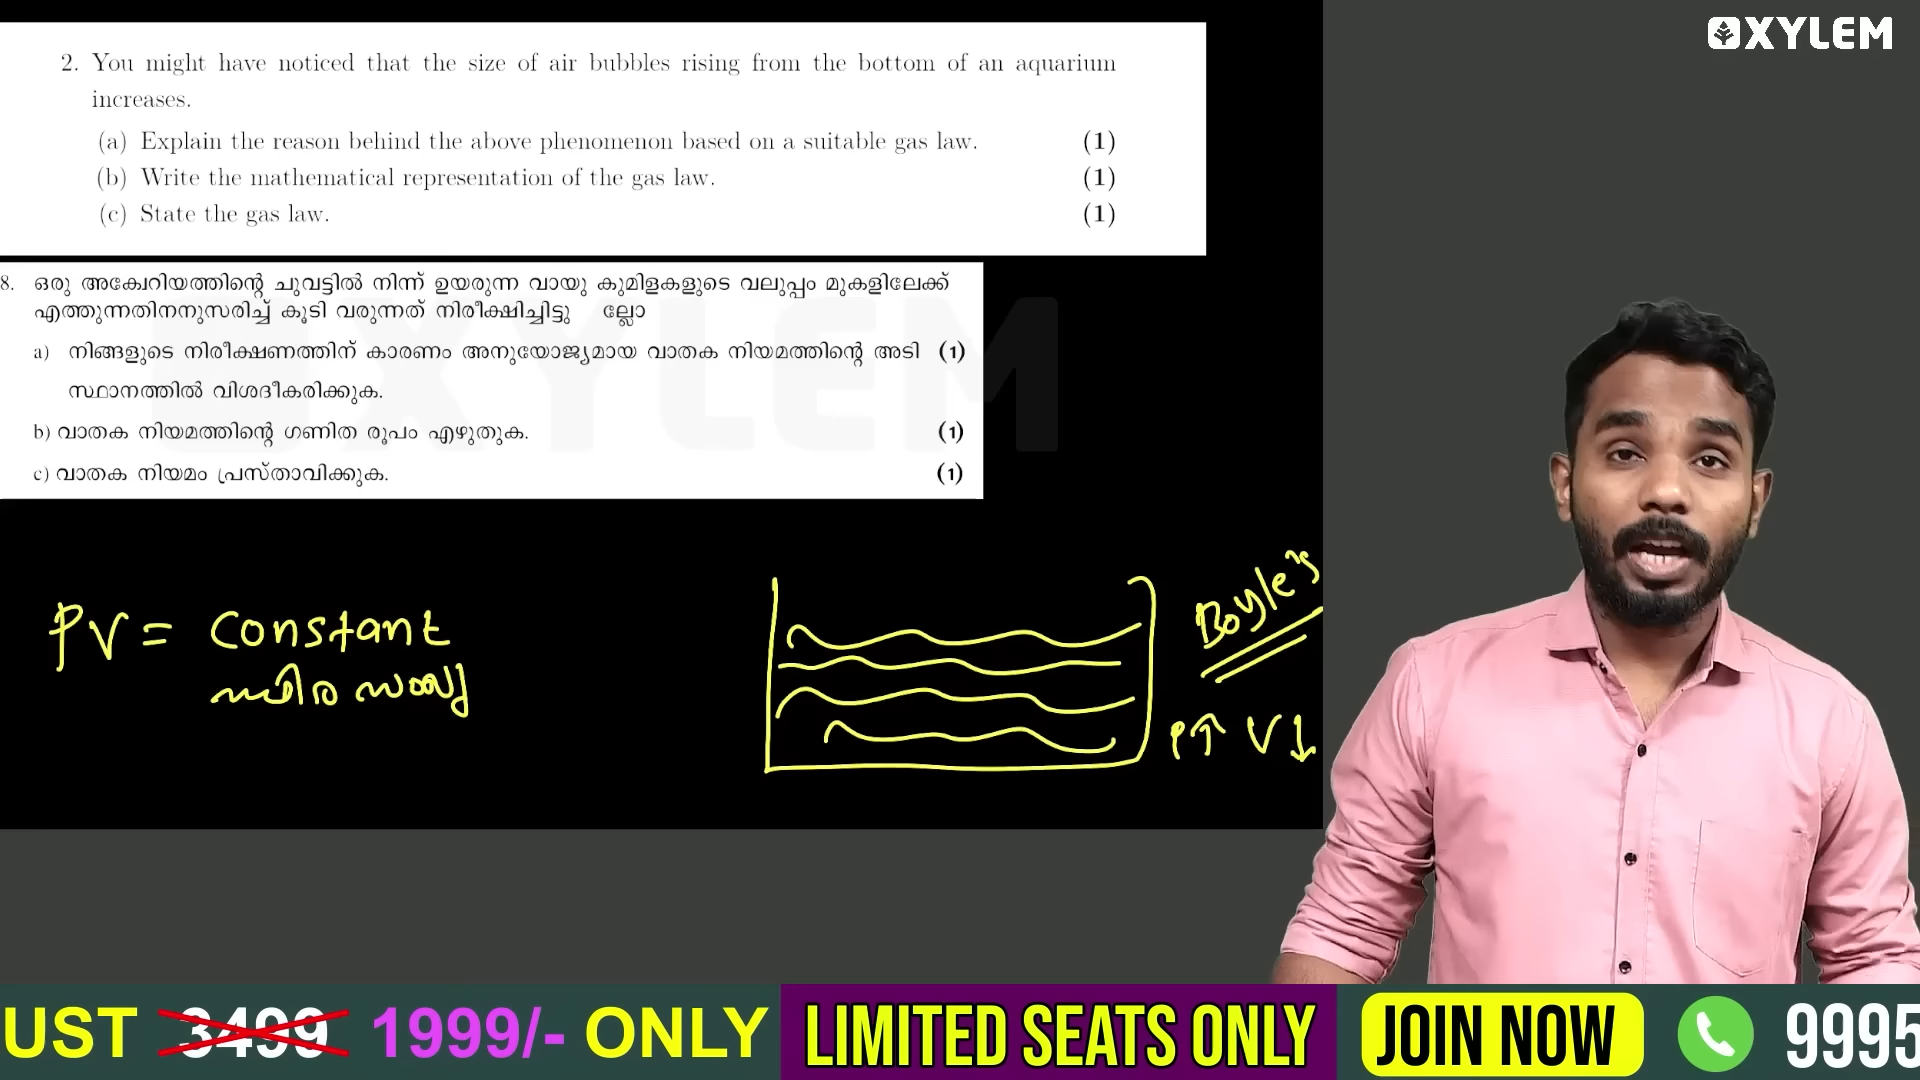 XYLEM
2. You might have noticed that the size of air bubbles rising from the bottom of an aquarium
increases.
(a) Explain the reason behind the above phenomenon based on a suitable gas law. (1)
(b) Write the mathematical representation of the gas law. (1)
(c) State the gas law. (1)
8. ഒരു അക്വേറിയത്തിന്റെ ചുവട്ടിൽ നിന്ന് ഉയരുന്ന വായു കുമിളകളുടെ വലുപ്പം മുകളിലേക്ക്
എത്തുന്നതിനനുസരിച്ച് കൂടി വരുന്നത് നിരീക്ഷിച്ചിട്ടു ല്ലോ
a) നിങ്ങളുടെ നിരീക്ഷണത്തിന് കാരണം അനുയോജ്യമായ വാതക നിയമത്തിന്റെ അടി (1)
സ്ഥാനത്തിൽ വിശദീകരിക്കുക.
b) വാതക നിയമത്തിന്റെ ഗണിത രൂപം എഴുതുക. (1)
c) വാതക നിയമം പ്രസ്താവിക്കുക. (1)
XYLEM
PV = constant
സ്ഥിര സംഖ്യ
Boyle's
P↑ V↓
UST 3499 1999/- ONLY
LIMITED SEATS ONLY
JOIN NOW
9995